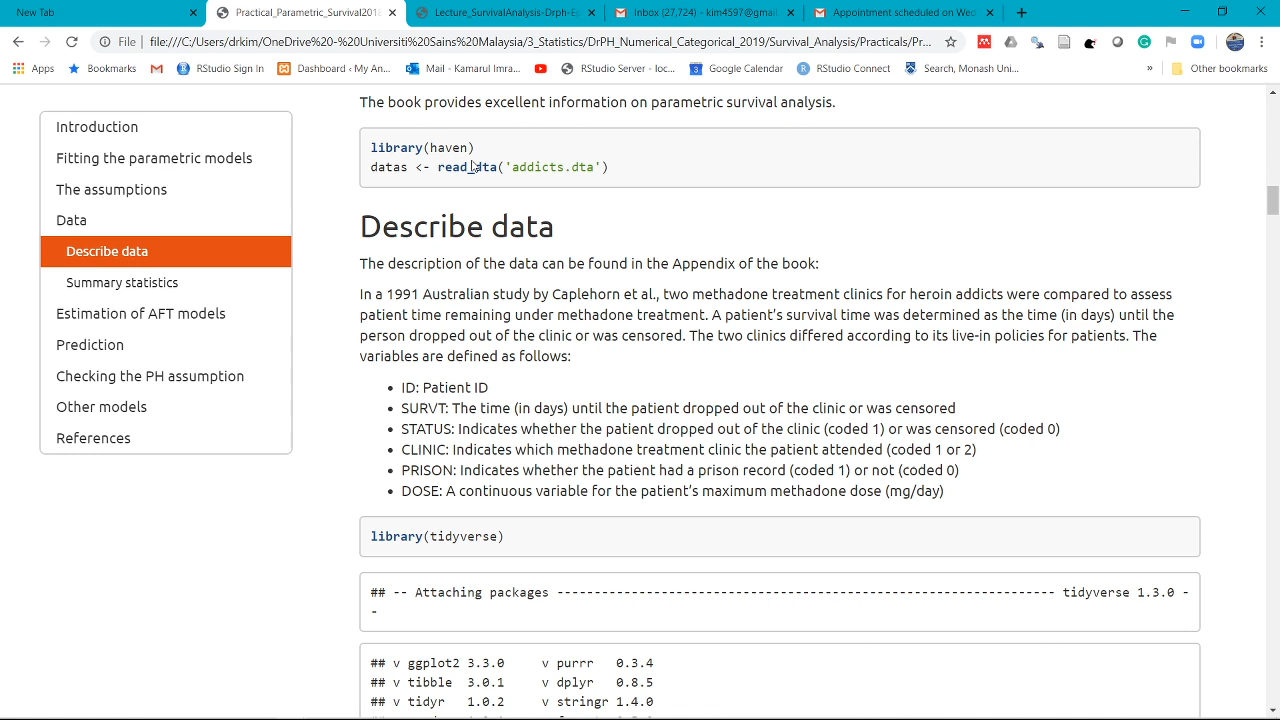 New Tab
Practical_Parametric_Survival2018
Lecture_SurvivalAnalysis-Drph-Ep
Inbox (27,724) - kim4597@gmail
Appointment scheduled on Wed
File | file:///C:/Users/drkim/OneDrive%20-%20Universiti%20Sains%20Malaysia/3_Statistics/DrPH_Numerical_Categorical_2019/Survival_Analysis/Practicals/Pr...
Apps
Bookmarks
RStudio Sign In
Dashboard ‹ My An...
Mail - Kamarul Imra...
RStudio Server - loc...
Google Calendar
RStudio Connect
Search, Monash Uni...
»
Other bookmarks
Introduction
Fitting the parametric models
The assumptions
Data
Describe data
Summary statistics
Estimation of AFT models
Prediction
Checking the PH assumption
Other models
References
The book provides excellent information on parametric survival analysis.
library(haven)
datas <- read_dta('addicts.dta')
Describe data
The description of the data can be found in the Appendix of the book:
In a 1991 Australian study by Caplehorn et al., two methadone treatment clinics for heroin addicts were compared to assess
patient time remaining under methadone treatment. A patient's survival time was determined as the time (in days) until the
person dropped out of the clinic or was censored. The two clinics differed according to its live-in policies for patients. The
variables are defined as follows:
• ID: Patient ID
• SURVT: The time (in days) until the patient dropped out of the clinic or was censored
• STATUS: Indicates whether the patient dropped out of the clinic (coded 1) or was censored (coded 0)
• CLINIC: Indicates which methadone treatment clinic the patient attended (coded 1 or 2)
• PRISON: Indicates whether the patient had a prison record (coded 1) or not (coded 0)
• DOSE: A continuous variable for the patient's maximum methadone dose (mg/day)
library(tidyverse)
## -- Attaching packages ------------------------------------------------------------------- tidyverse 1.3.0 -
-
## v ggplot2 3.3.0     v purrr   0.3.4
## v tibble  3.0.1     v dplyr   0.8.5
## v tidyr   1.0.2     v stringr 1.4.0